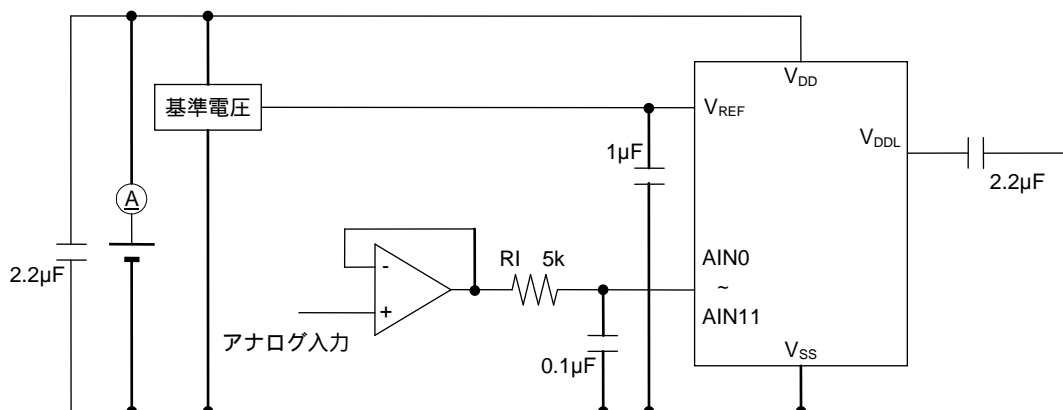 VDD
基準電圧
VREF
VDDL
1µF
2.2µF
A
2.2µF
-
+
RI 5k
AIN0
~
AIN11
アナログ入力
0.1µF
VSS